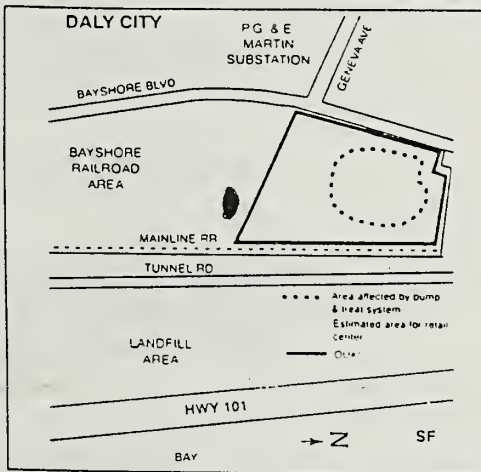 DALY CITY
PG & E
MARTIN
SUBSTATION
GENEVA AVE
BAYSHORE BLVD
BAYSHORE
RAILROAD
AREA
MAINLINE RR
TUNNEL RD
Area affected by pump
& treat system
Estimated area for retail
center
LANDFILL
AREA
HWY 101
BAY
N
SF